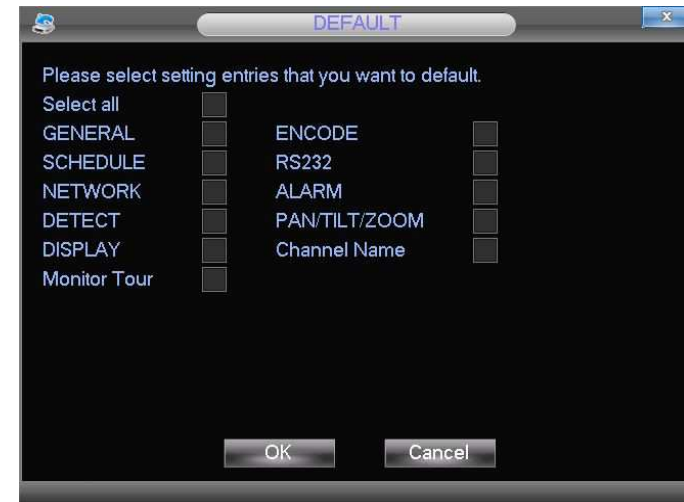 DEFAULT
x
Please select setting entries that you want to default.
Select all
GENERAL ENCODE
SCHEDULE RS232
NETWORK ALARM
DETECT PAN/TILT/ZOOM
DISPLAY Channel Name
Monitor Tour
OK Cancel